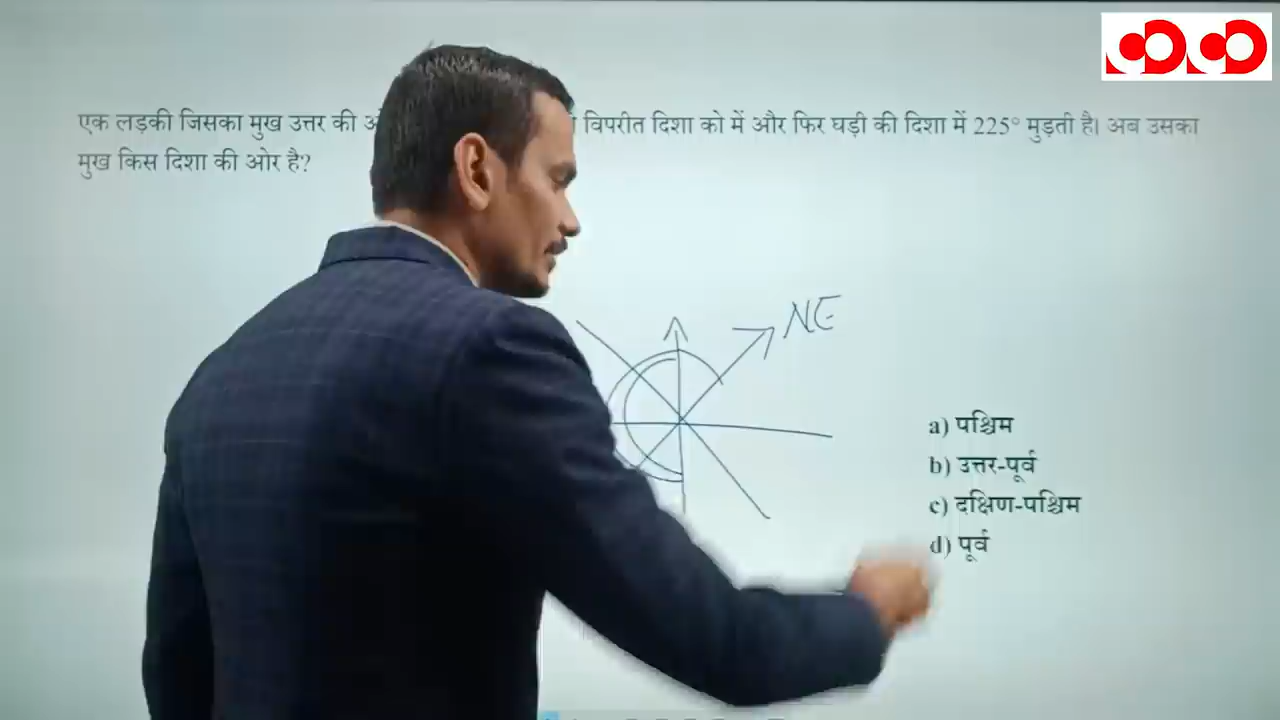 एक लड़की जिसका मुख उत्तर की विपरीत दिशा को में और फिर घड़ी की दिशा में 225° मुड़ती है। अब उसका
मुख किस दिशा की ओर है?
NE
a) पश्चिम
b) उत्तर-पूर्व
c) दक्षिण-पश्चिम
d) पूर्व